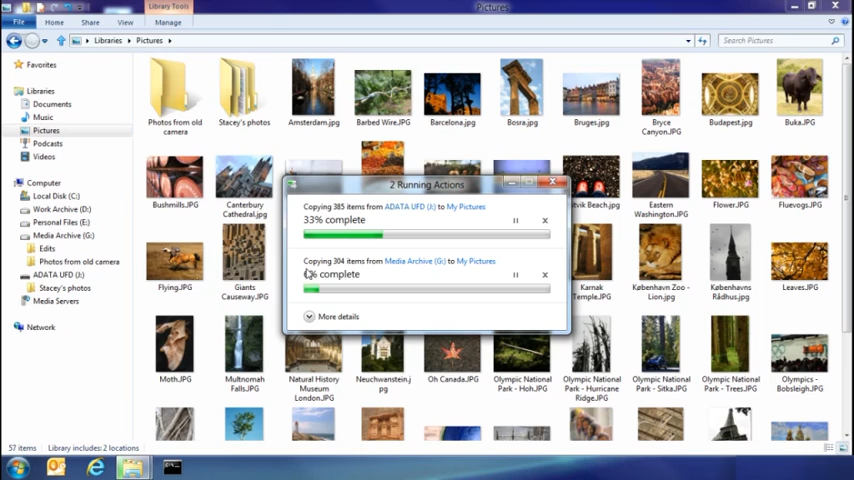 Library Tools
Pictures
File Home Share View Manage
Libraries Pictures
Search Pictures
Favorites
Libraries
Documents
Music
Pictures
Podcasts
Videos
Computer
Local Disk (C:)
Work Archive (D:)
Personal Files (E:)
Media Archive (G:)
Edits
Photos from old camera
ADATA UFD (J:)
Stacey's photos
Media Servers
Network
Photos from old camera
Stacey's photos
Amsterdam.jpg
Barbed Wire.JPG
Barcelona.jpg
Bosra.jpg
Bruges.jpg
Bryce Canyon.JPG
Budapest.jpg
Buka.JPG
Bushmills.JPG
Canterbury Cathedral.jpg
Eastern Washington.JPG
Flower.JPG
Fluevogs.JPG
Flying.JPG
Giants Causeway.JPG
Karnak Temple.JPG
København Zoo - Lion.jpg
Københavns Rådhus.jpg
Leaves.JPG
Moth.JPG
Multnomah Falls.JPG
Natural History Museum London.JPG
Neuchwanstein.jpg
Oh Canada.JPG
Olympic National Park - Hoh.JPG
Olympic National Park - Hurricane Ridge.JPG
Olympic National Park - Sitka.JPG
Olympic National Park - Trees.JPG
Olympics - Bobsleigh.JPG
2 Running Actions
Copying 385 items from ADATA UFD (J:) to My Pictures
33% complete
Copying 304 items from Media Archive (G:) to My Pictures
% complete
More details
57 items Library includes: 2 locations